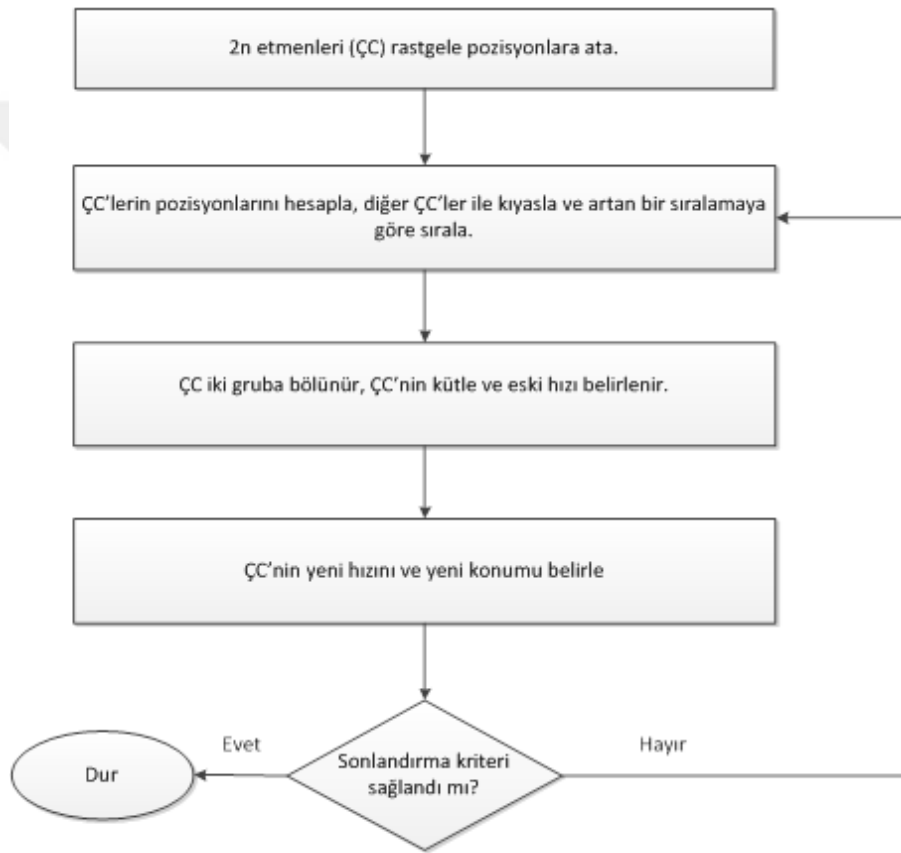 2n etmenleri (ÇC) rastgele pozisyonlara ata.
ÇC'lerin pozisyonlarını hesapla, diğer ÇC'ler ile kıyasla ve artan bir sıralamaya
göre sırala.
ÇC iki gruba bölünür, ÇC'nin kütle ve eski hızı belirlenir.
ÇC'nin yeni hızını ve yeni konumu belirle
Evet
Hayır
Dur
Sonlandırma kriteri
sağlandı mı?